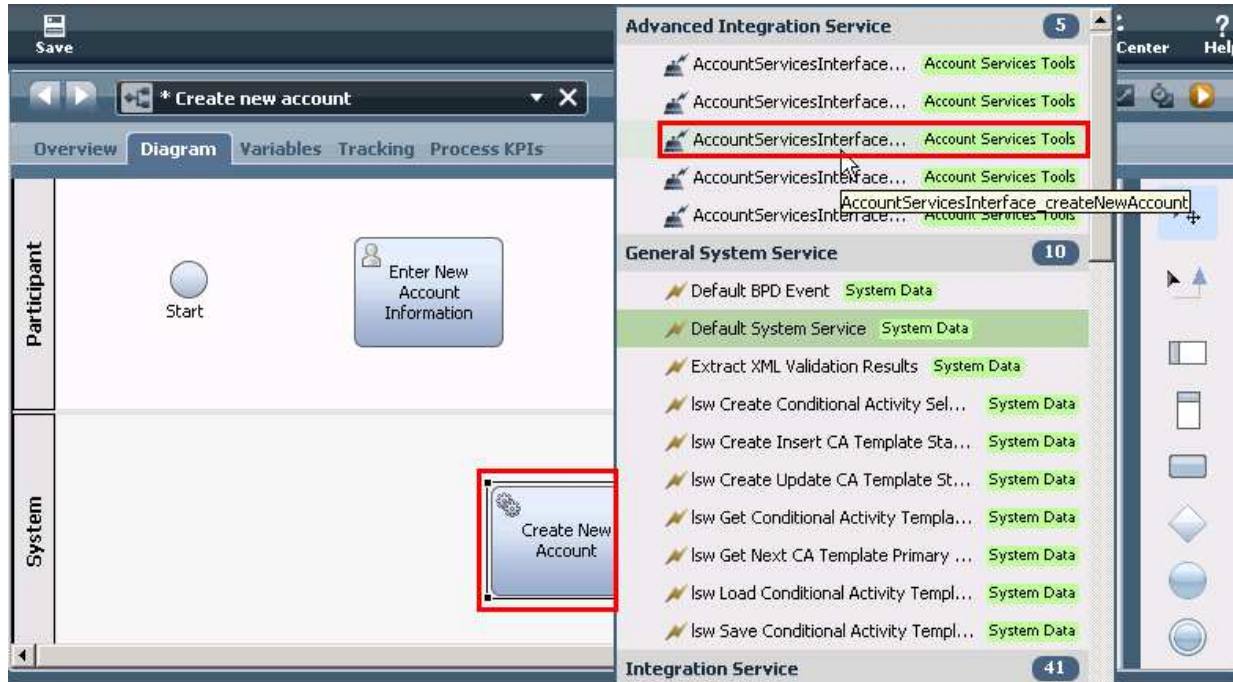 Save
* Create new account
Overview Diagram Variables Tracking Process KPIs
Participant
Start
Enter New
Account
Information
System
Create New
Account
Advanced Integration Service 5
AccountServicesInterface... Account Services Tools
AccountServicesInterface... Account Services Tools
AccountServicesInterface... Account Services Tools
AccountServicesInterface... Account Services Tools
AccountServicesInterface_createNewAccount
AccountServicesInterface... Account Services Tools
General System Service 10
Default BPD Event System Data
Default System Service System Data
Extract XML Validation Results System Data
lsw Create Conditional Activity Sel... System Data
lsw Create Insert CA Template Sta... System Data
lsw Create Update CA Template St... System Data
lsw Get Conditional Activity Templa... System Data
lsw Get Next CA Template Primary ... System Data
lsw Load Conditional Activity Templ... System Data
lsw Save Conditional Activity Templ... System Data
Integration Service 41
Center
?
Hel